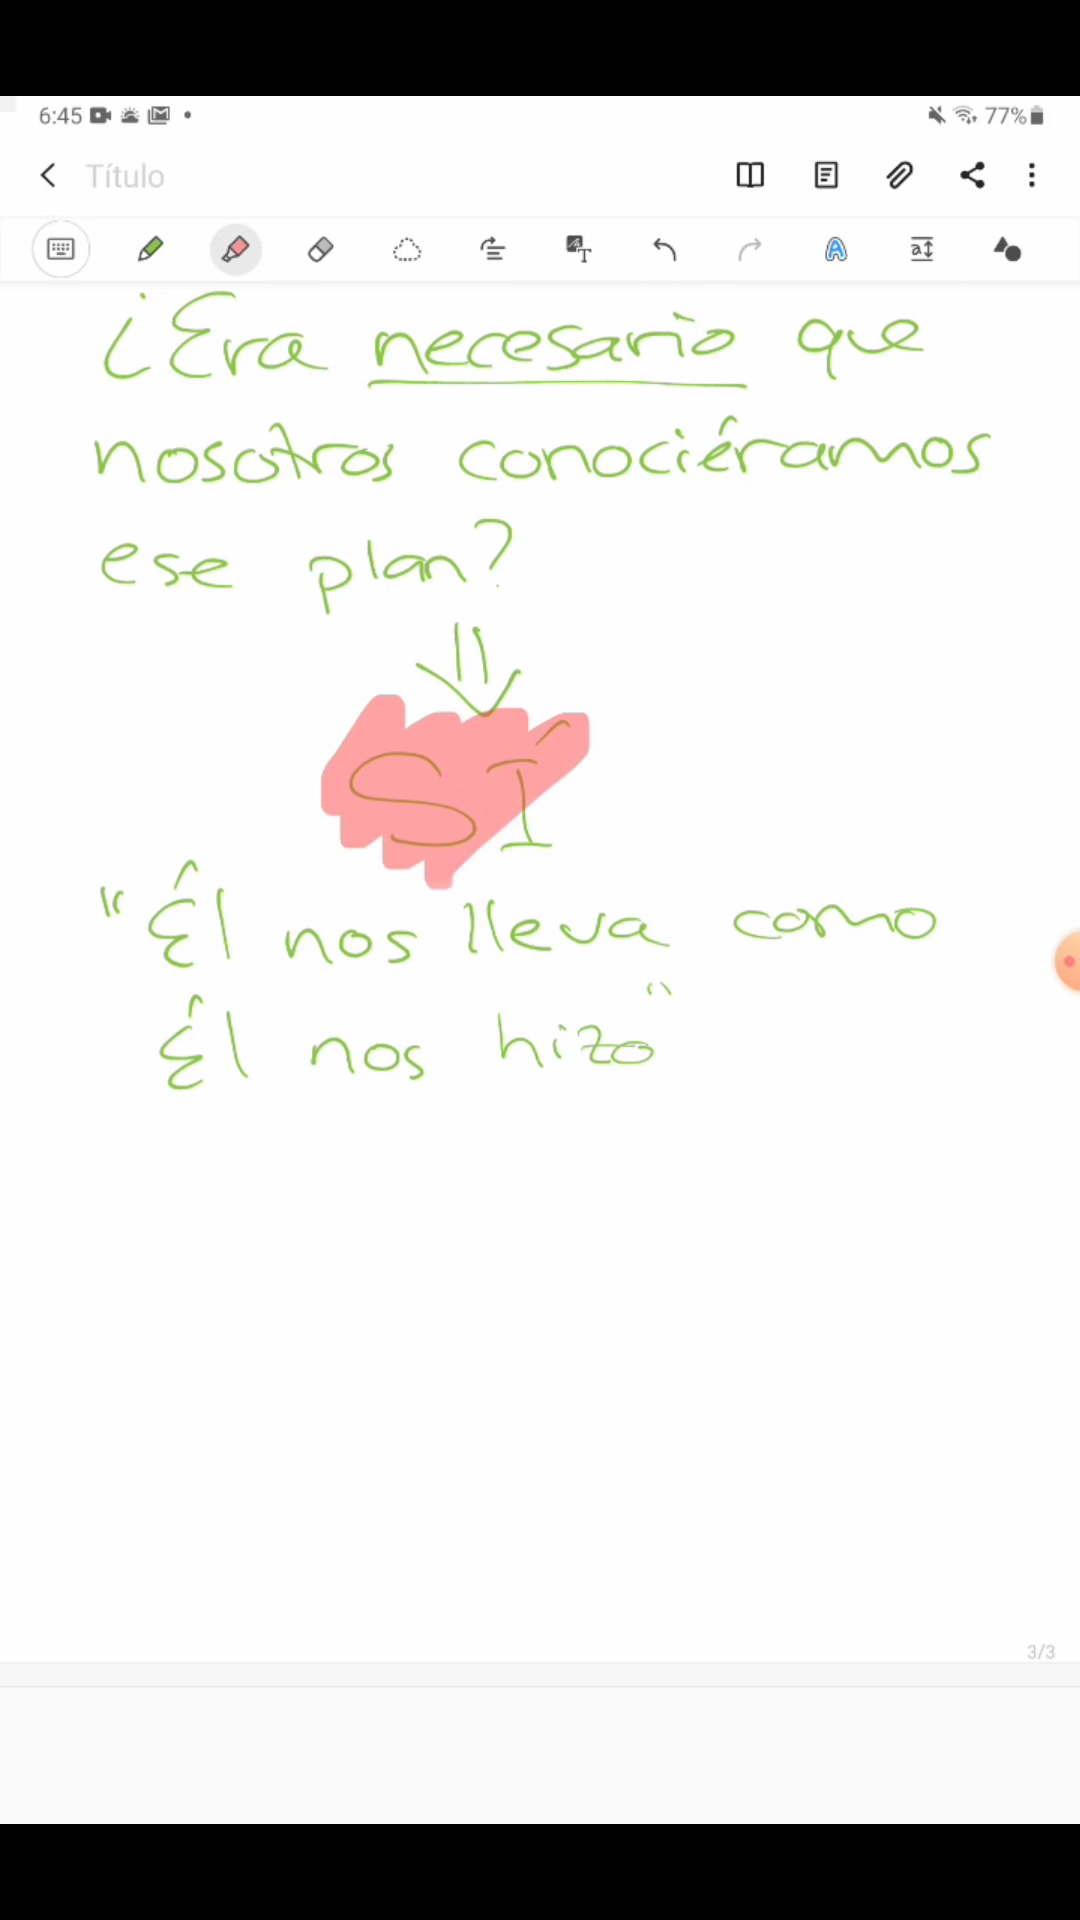 6:45
77%
Título
¿Era necesario que
nosotros conociéramos
ese plan?
SÍ
"Él nos lleva como
Él nos hizo"
3/3